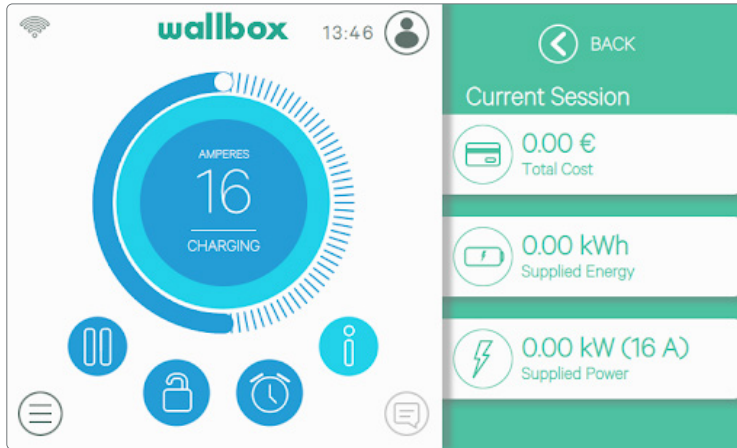 wallbox
13:46
AMPERES
16
CHARGING
BACK
Current Session
0.00 €
Total Cost
0.00 kWh
Supplied Energy
0.00 kW (16 A)
Supplied Power